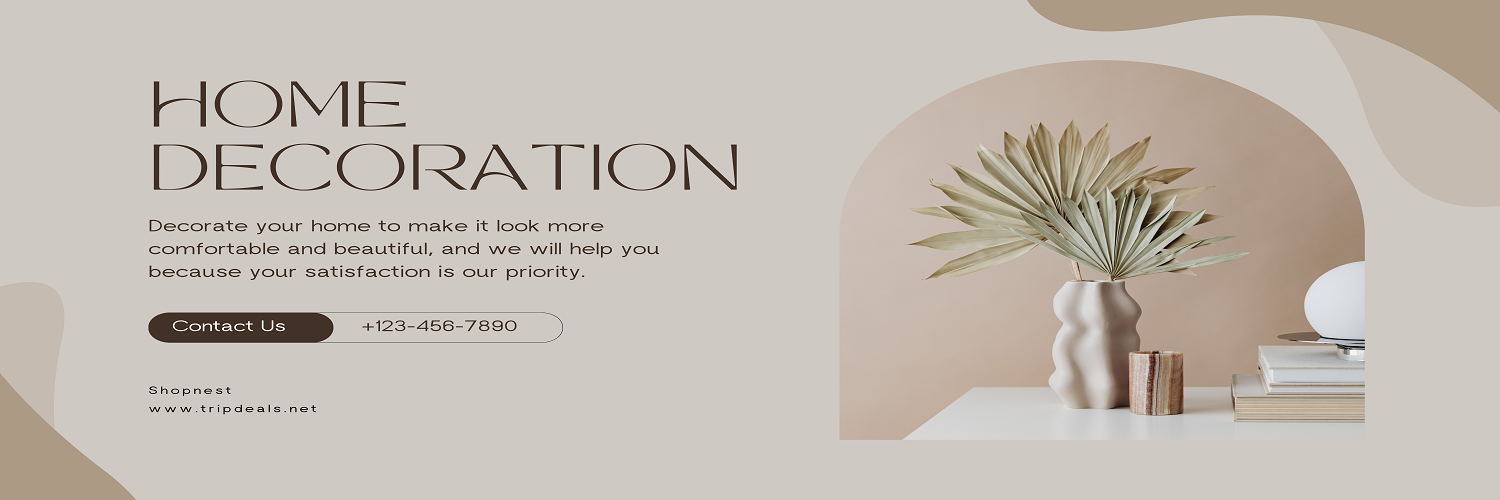 HOME
DECORATION
Decorate your home to make it look more
comfortable and beautiful, and we will help you
because your satisfaction is our priority.
Contact Us +123-456-7890
Shopnest
www.tripdeals.net